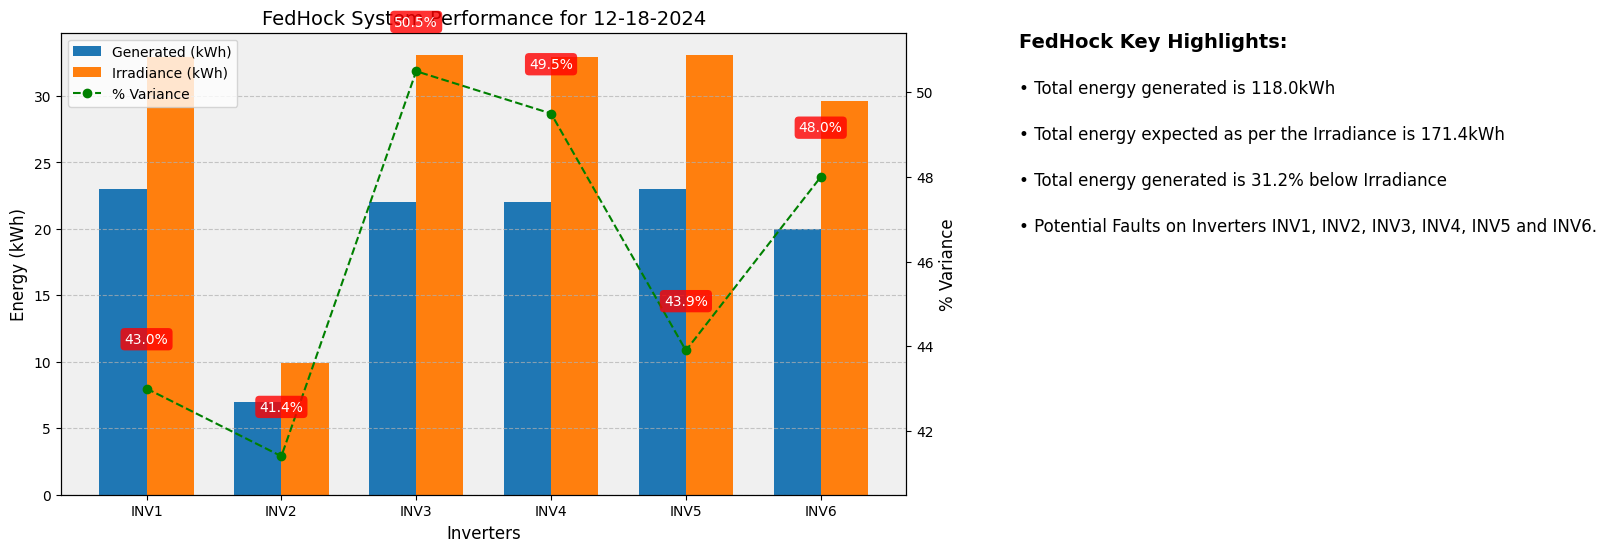 FedHock System Performance for 12-18-2024
Generated (kWh)
Irradiance (kWh)
% Variance
Energy (kWh)
30
25
20
15
10
5
0
43.0%
41.4%
50.5%
49.5%
43.9%
48.0%
50
48
46
44
42
% Variance
INV1
INV2
INV3
INV4
INV5
INV6
Inverters
FedHock Key Highlights:
• Total energy generated is 118.0kWh
• Total energy expected as per the Irradiance is 171.4kWh
• Total energy generated is 31.2% below Irradiance
• Potential Faults on Inverters INV1, INV2, INV3, INV4, INV5 and INV6.